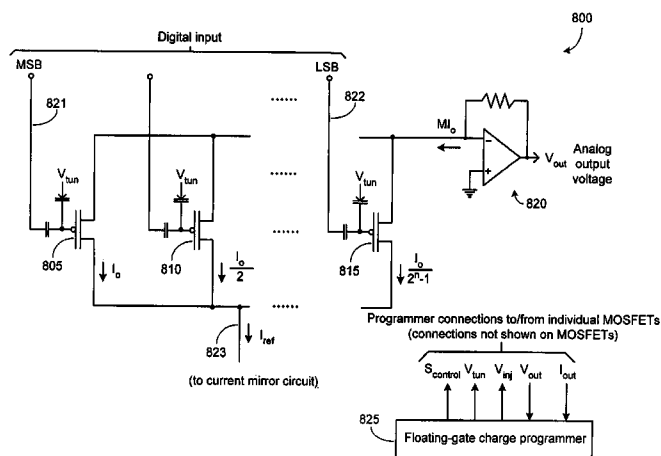 800
Digital input
MSB
LSB
821
822
MI_o
V_tun
V_tun
V_tun
V_out
Analog
output
voltage
820
805
810
815
I_o
I_o
2
I_o
2^n-1
823
I_ref
(to current mirror circuit)
Programmer connections to/from individual MOSFETs
(connections not shown on MOSFETs)
S_control V_tun V_inj V_out I_out
825
Floating-gate charge programmer